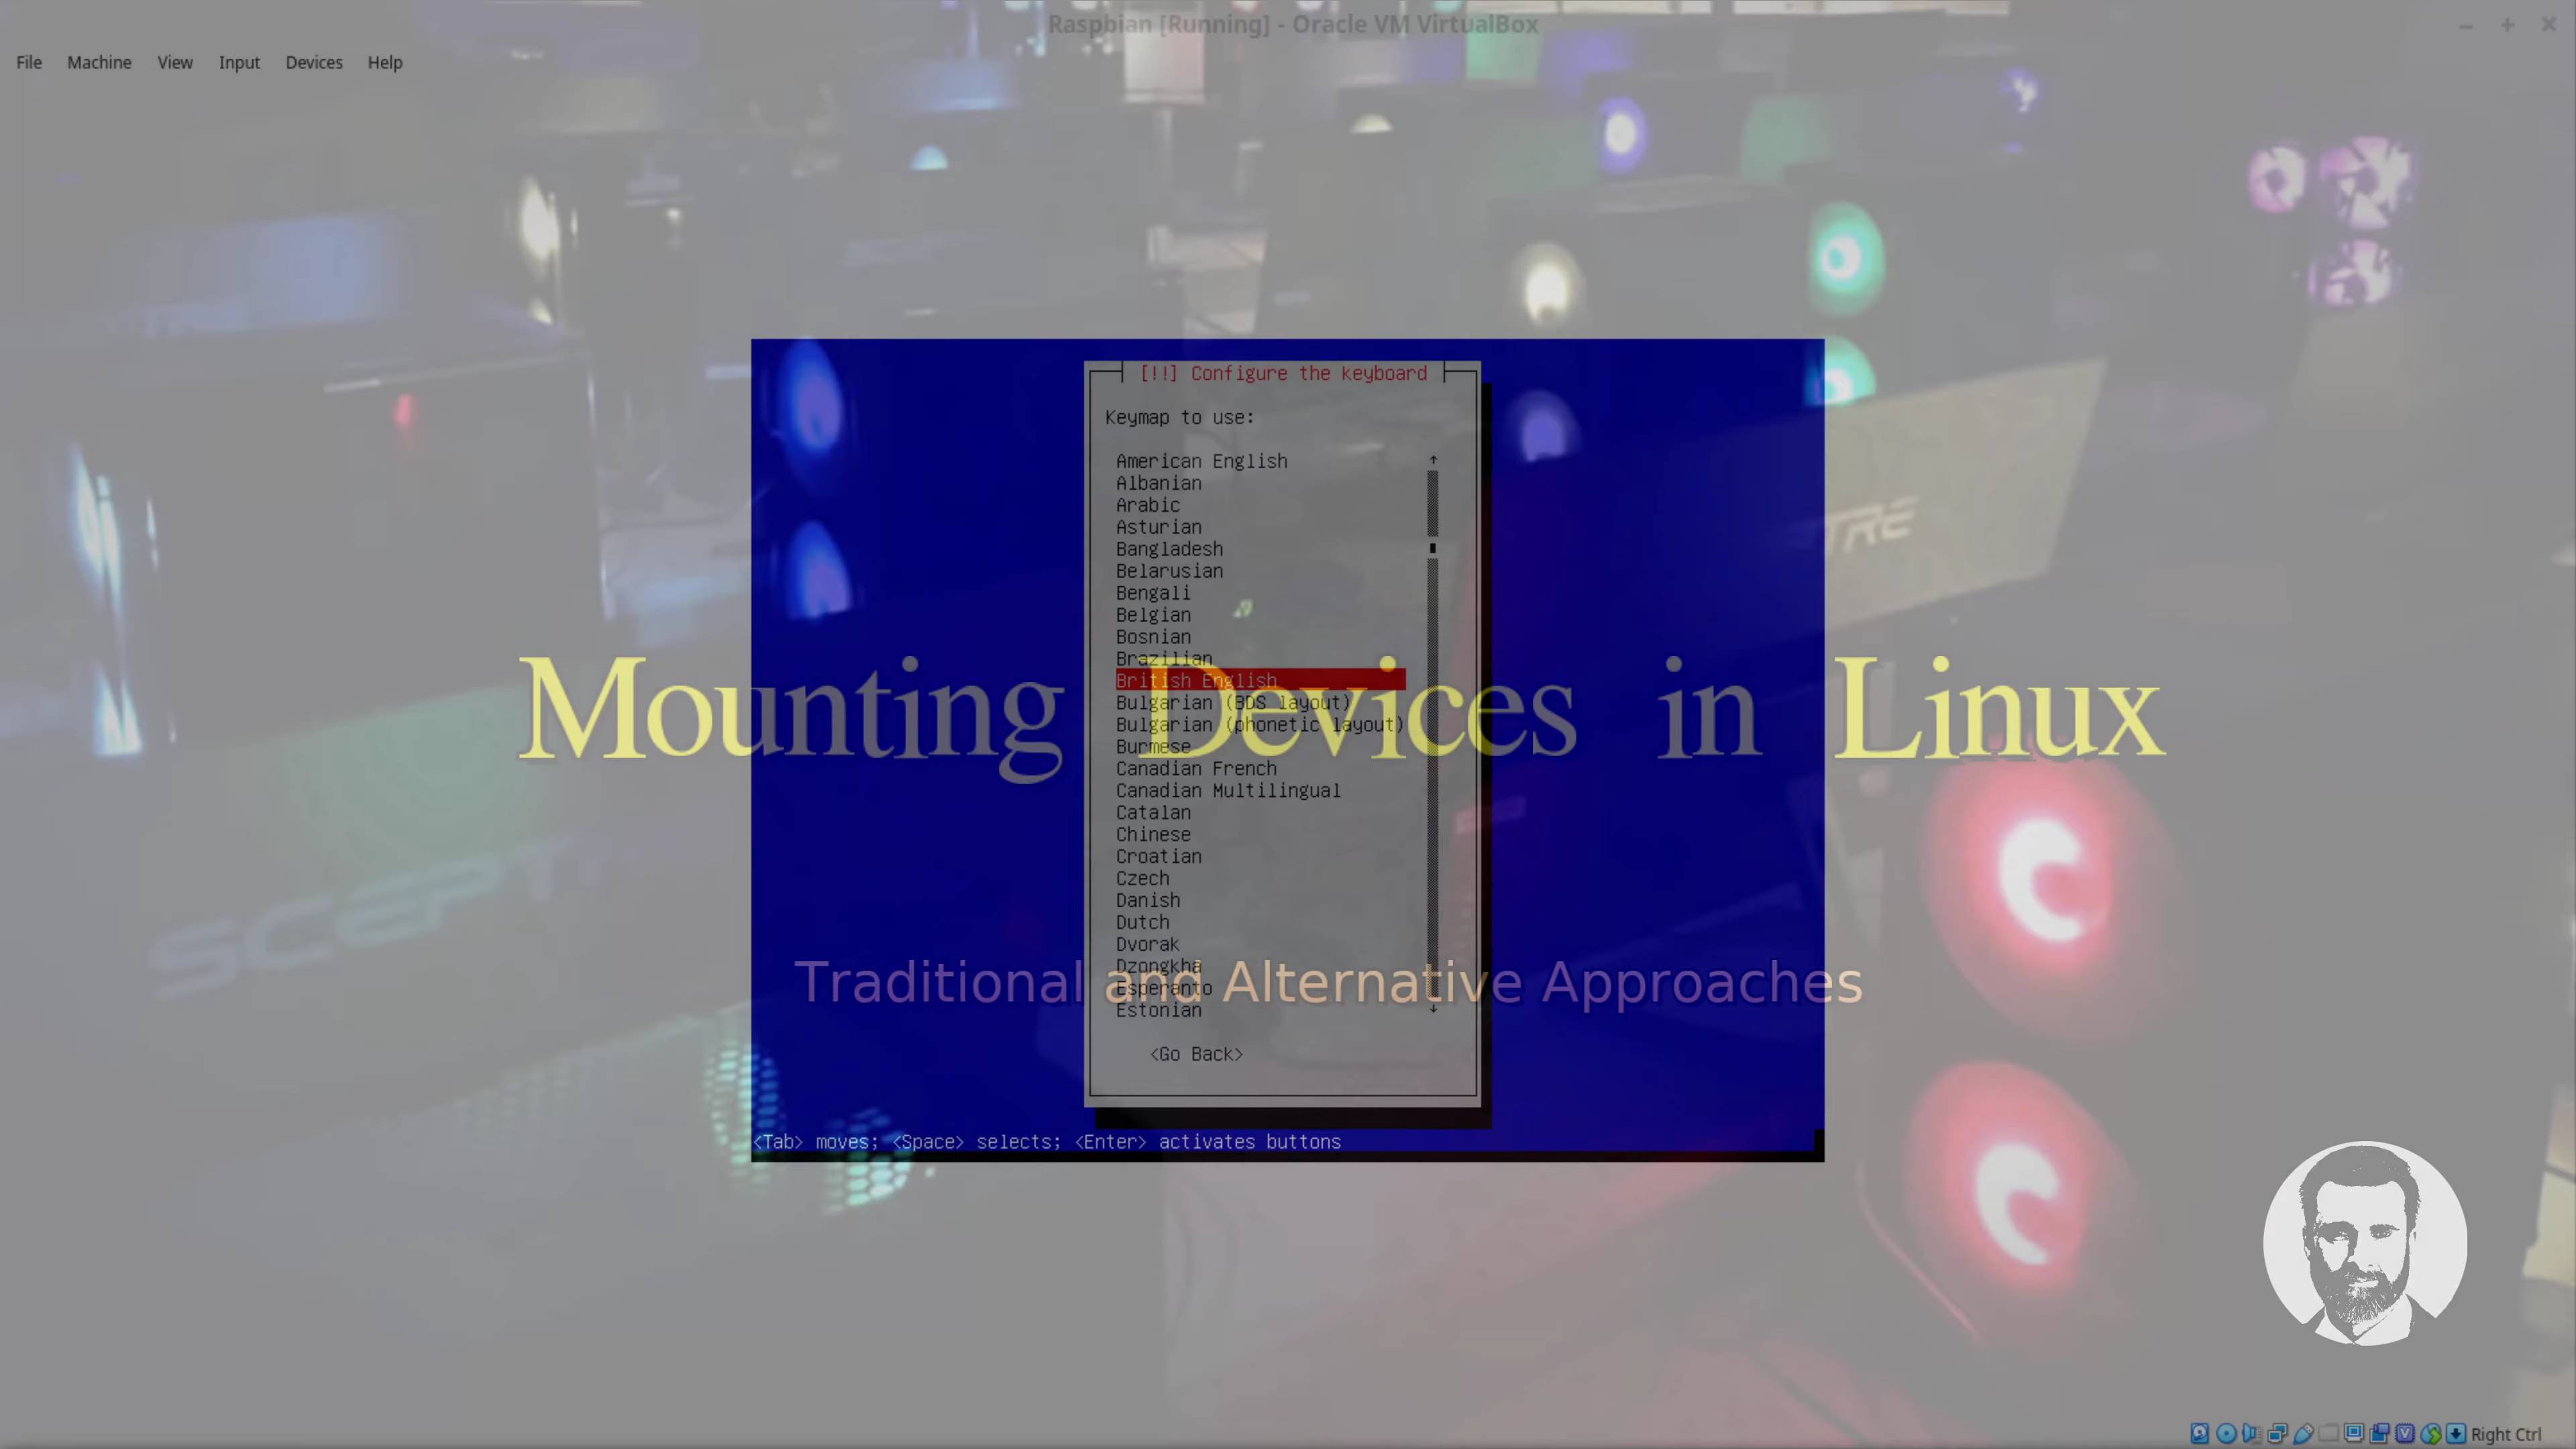 Raspbian [Running] - Oracle VM VirtualBox
File Machine View Input Devices Help
[!!] Configure the keyboard
Keymap to use:
American English
Albanian
Arabic
Asturian
Bangladesh
Belarusian
Bengali
Belgian
Bosnian
Brazilian
British English
Bulgarian (BDS layout)
Bulgarian (phonetic layout)
Burmese
Canadian French
Canadian Multilingual
Catalan
Chinese
Croatian
Czech
Danish
Dutch
Dvorak
Dzongkha
Esperanto
Estonian
<Go Back>
<Tab> moves; <Space> selects; <Enter> activates buttons
Mounting Devices in Linux
Traditional and Alternative Approaches
Right Ctrl